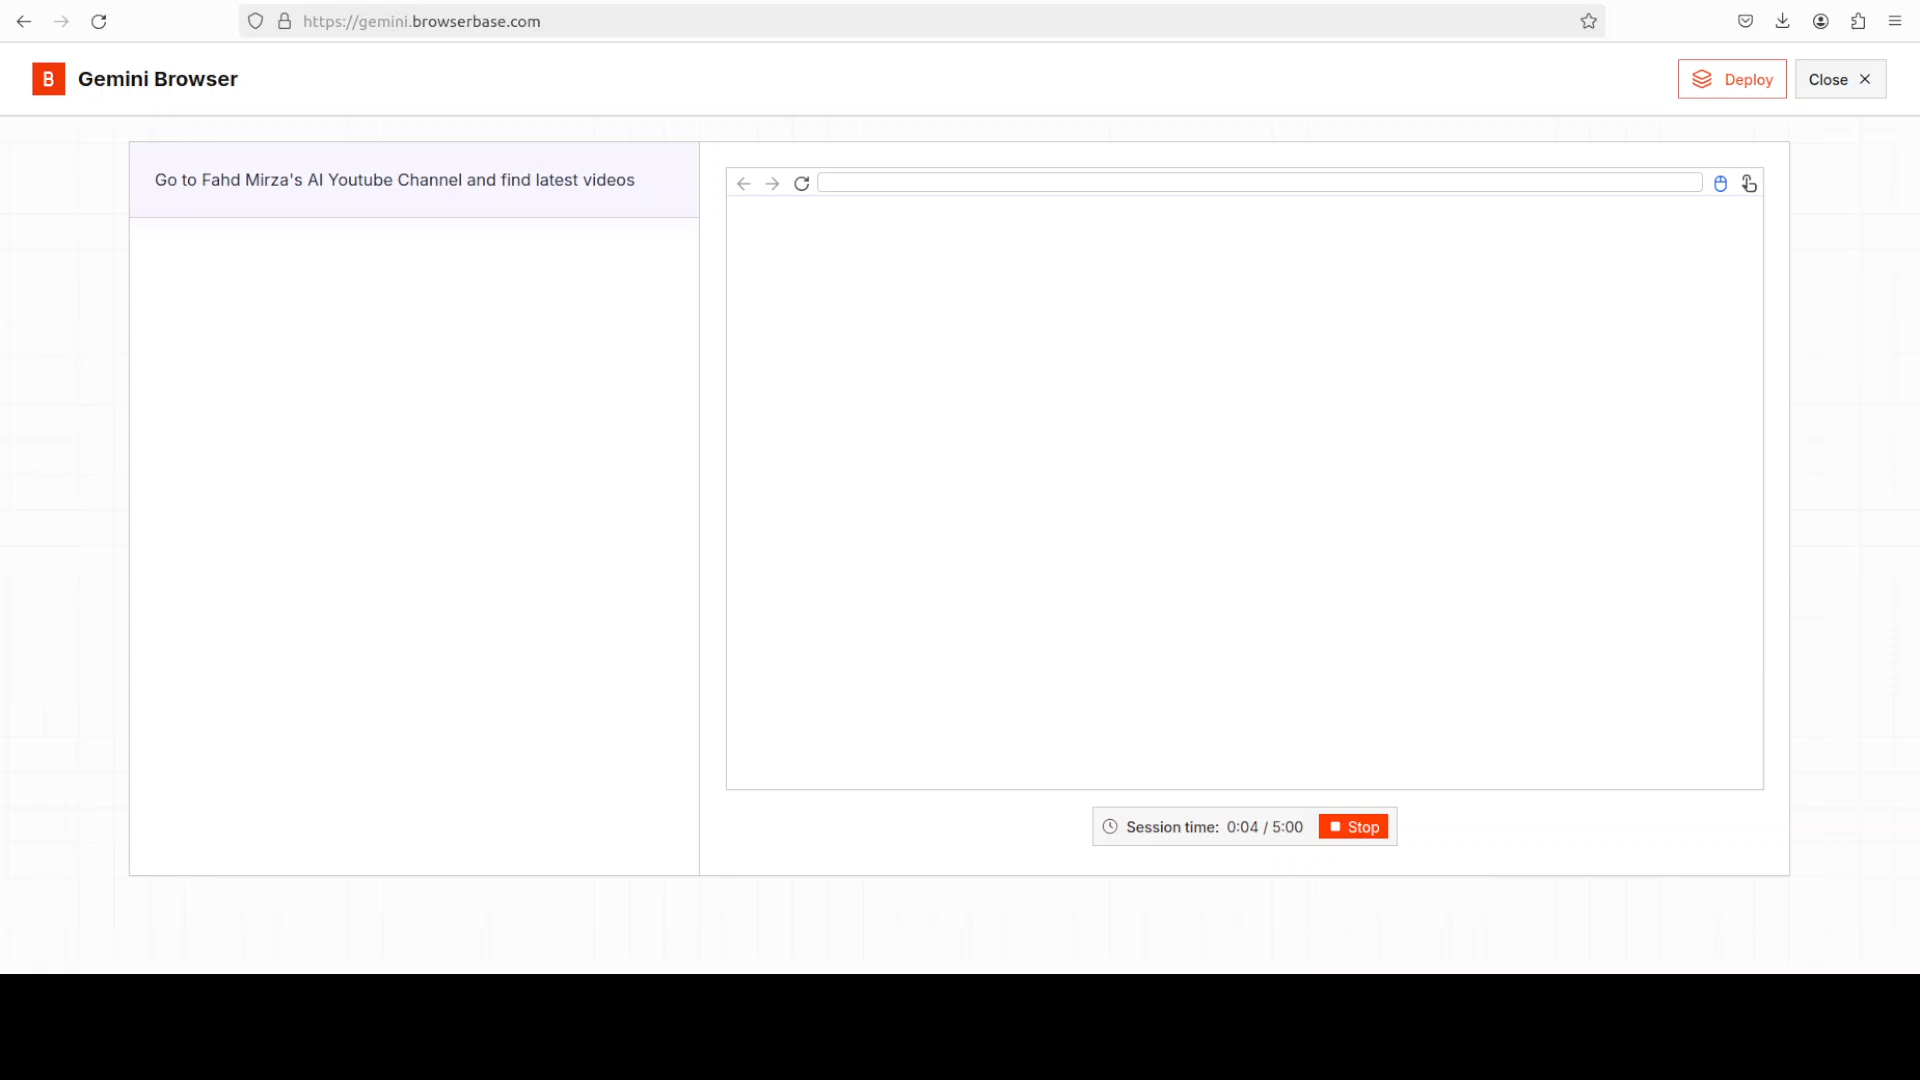 https://gemini.browserbase.com
B
Gemini Browser
Deploy
Close
Go to Fahd Mirza's AI Youtube Channel and find latest videos
Session time: 0:04 / 5:00
Stop